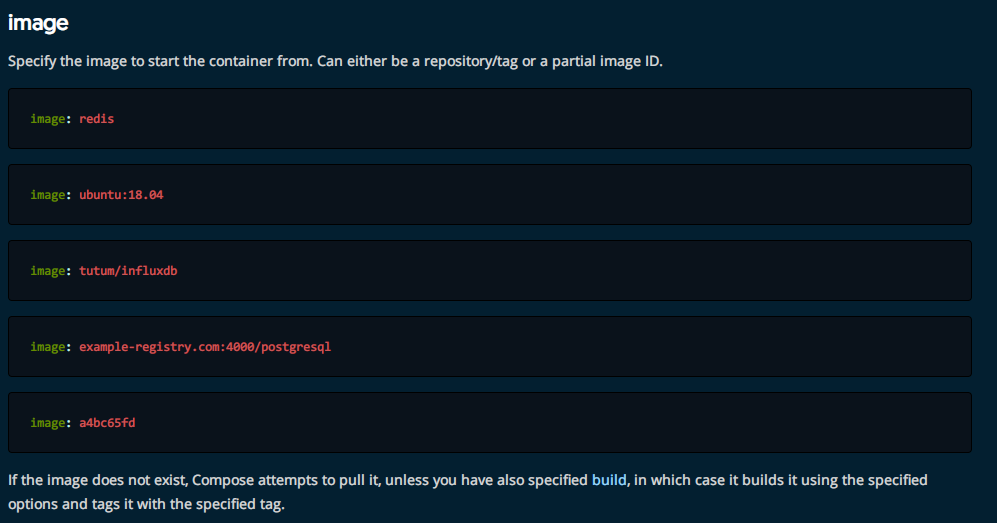 image
Specify the image to start the container from. Can either be a repository/tag or a partial image ID.
image: redis
image: ubuntu:18.04
image: tutum/influxdb
image: example-registry.com:4000/postgresql
image: a4bc65fd
If the image does not exist, Compose attempts to pull it, unless you have also specified build, in which case it builds it using the specified
options and tags it with the specified tag.